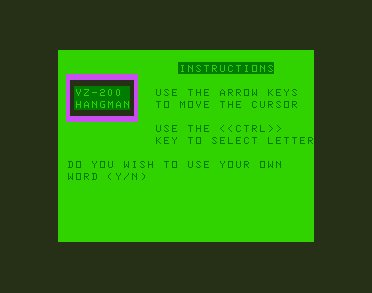 INSTRUCTIONS
VZ-200
HANGMAN
USE THE ARROW KEYS
TO MOVE THE CURSOR
USE THE <<CTRL>>
KEY TO SELECT LETTER
DO YOU WISH TO USE YOUR OWN
WORD (Y/N)